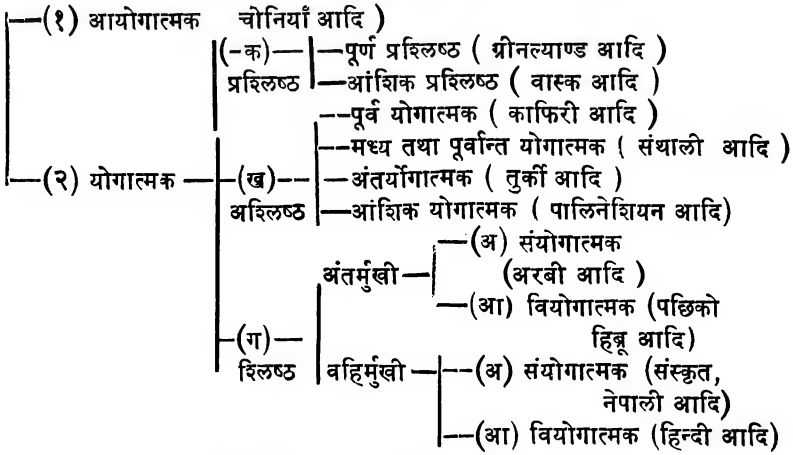 (१) आयोगात्मक चोनियाँ आदि )
(-क) पूर्ण प्रश्लिष्ठ ( ग्रीनल्याण्ड आदि )
प्रश्लिष्ठ आंशिक प्रश्लिष्ठ ( वास्क आदि )
पूर्व योगात्मक ( काफिरी आदि )
मध्य तथा पूर्वान्त योगात्मक ( संथाली आदि )
(२) योगात्मक (ख) अंतर्योगात्मक ( तुर्की आदि )
अश्लिष्ठ आंशिक योगात्मक ( पालिनेशियन आदि)
(अ) संयोगात्मक
अंतर्मुखी (अरबी आदि )
(आ) वियोगात्मक (पछिको
(ग) हिब्रू आदि)
श्लिष्ठ वहिर्मुखी (अ) संयोगात्मक (संस्कृत,
नेपाली आदि)
(आ) वियोगात्मक (हिन्दी आदि)